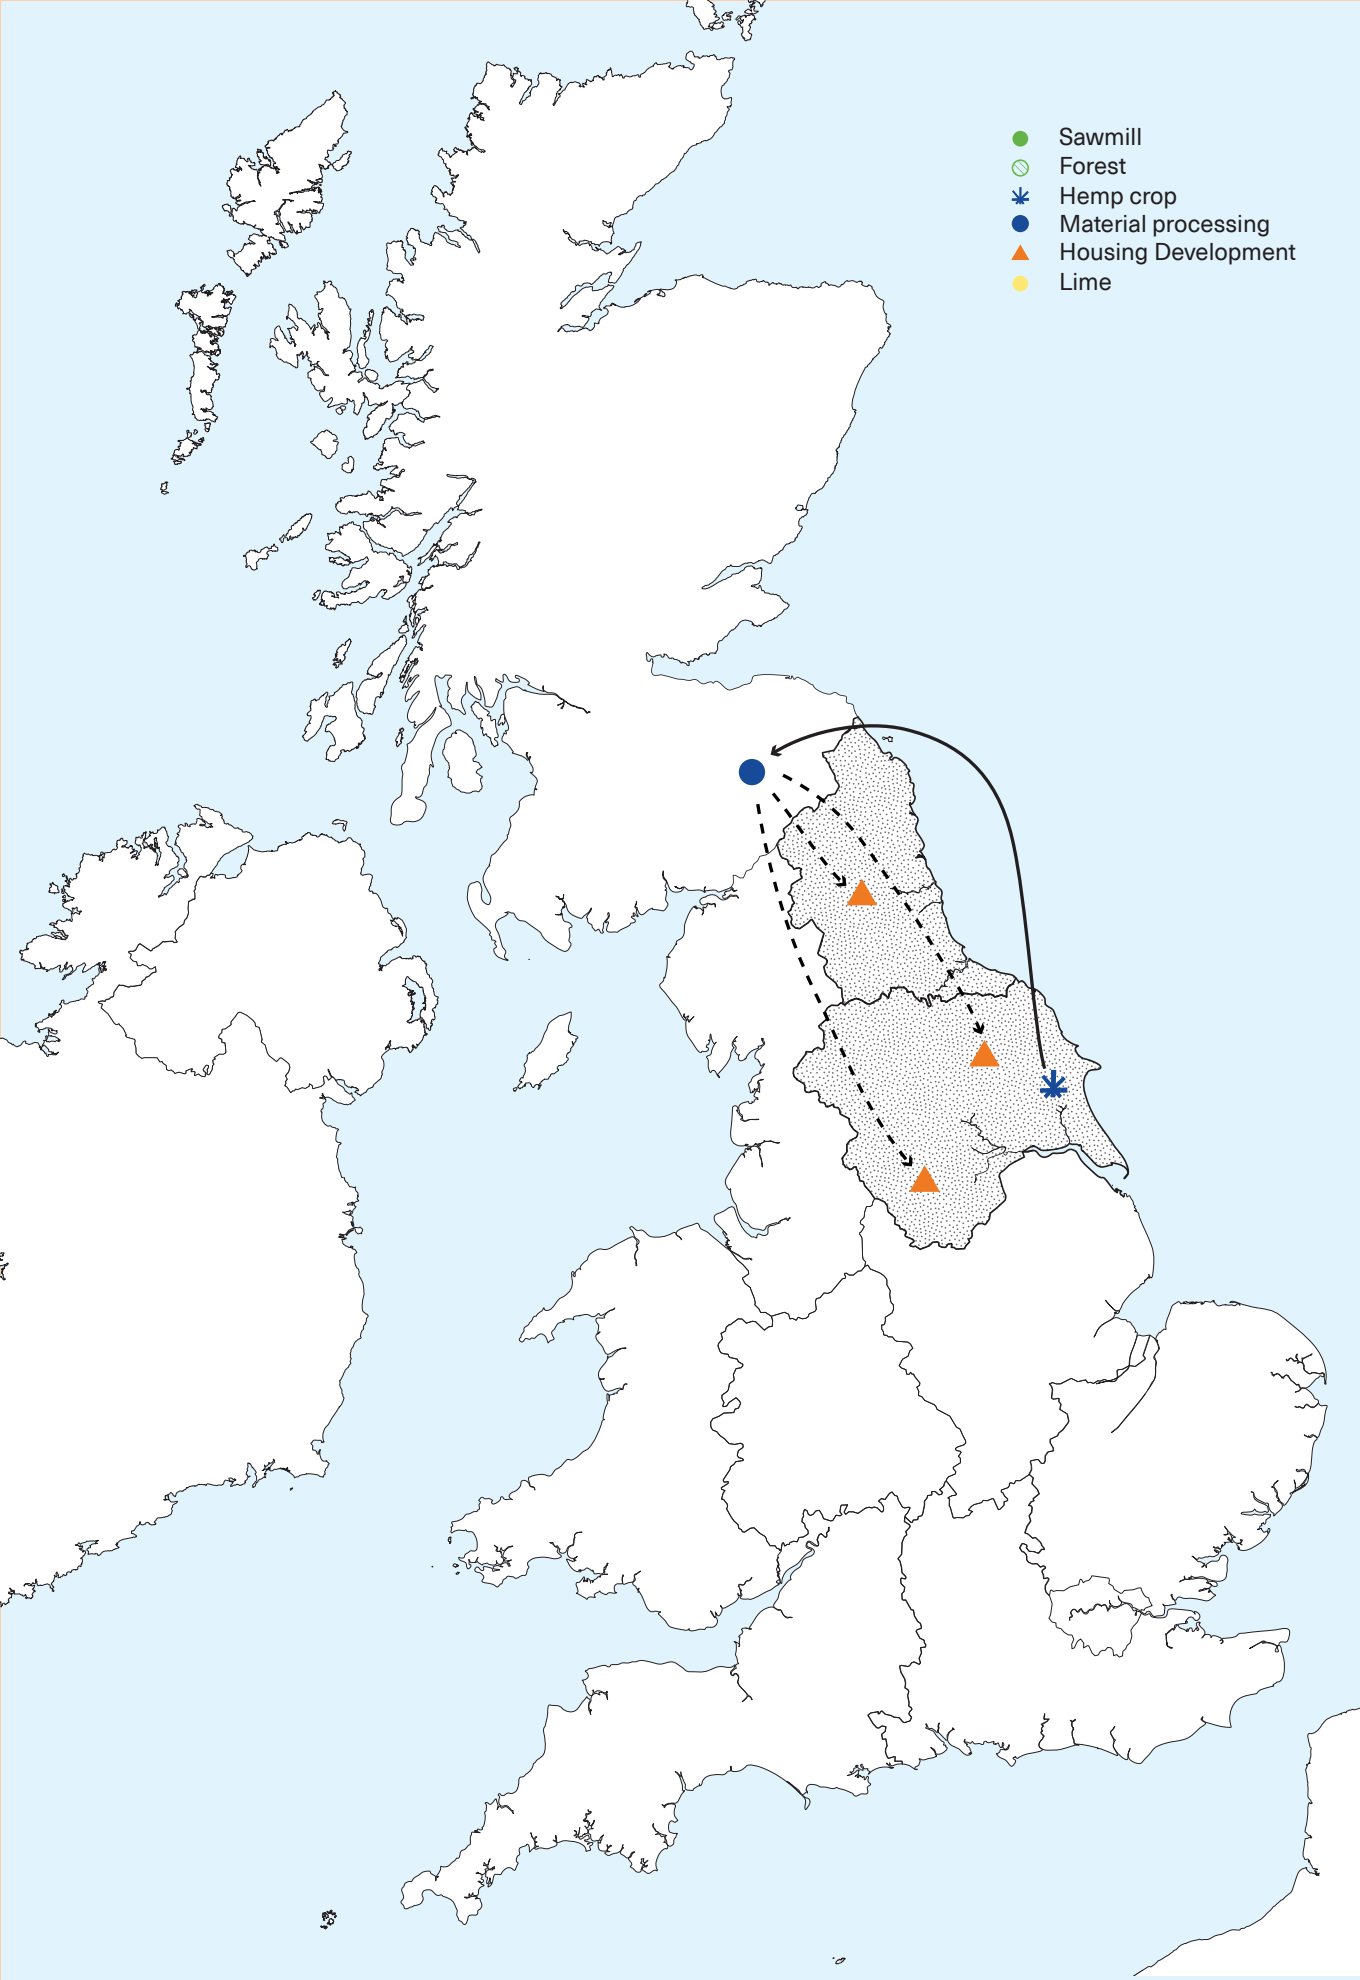 Sawmill
Forest
Hemp crop
Material processing
Housing Development
Lime